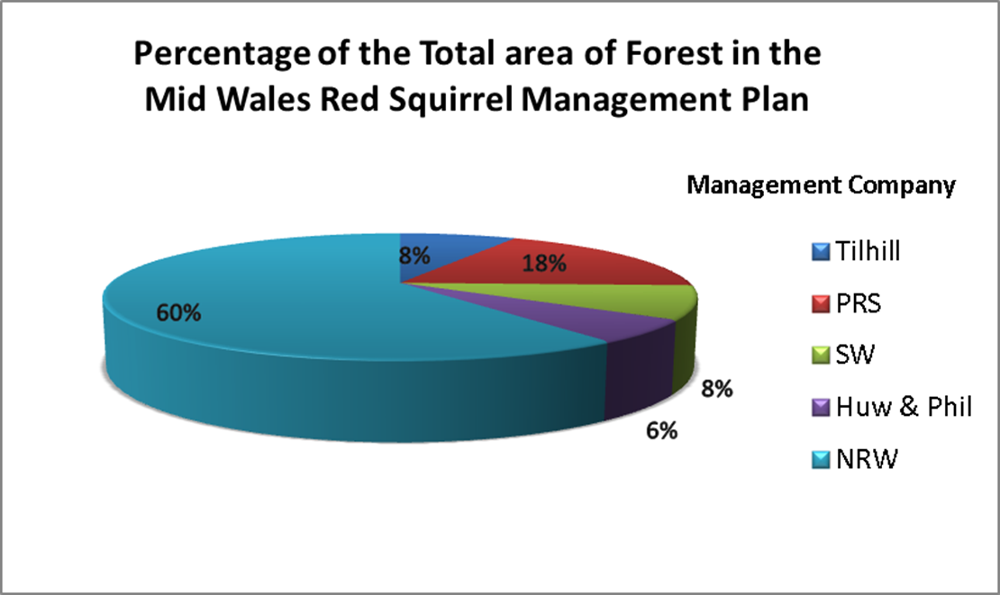 Percentage of the Total area of Forest in the
Mid Wales Red Squirrel Management Plan
Management Company
8%
18%
60%
8%
6%
Tilhill
PRS
SW
Huw & Phil
NRW